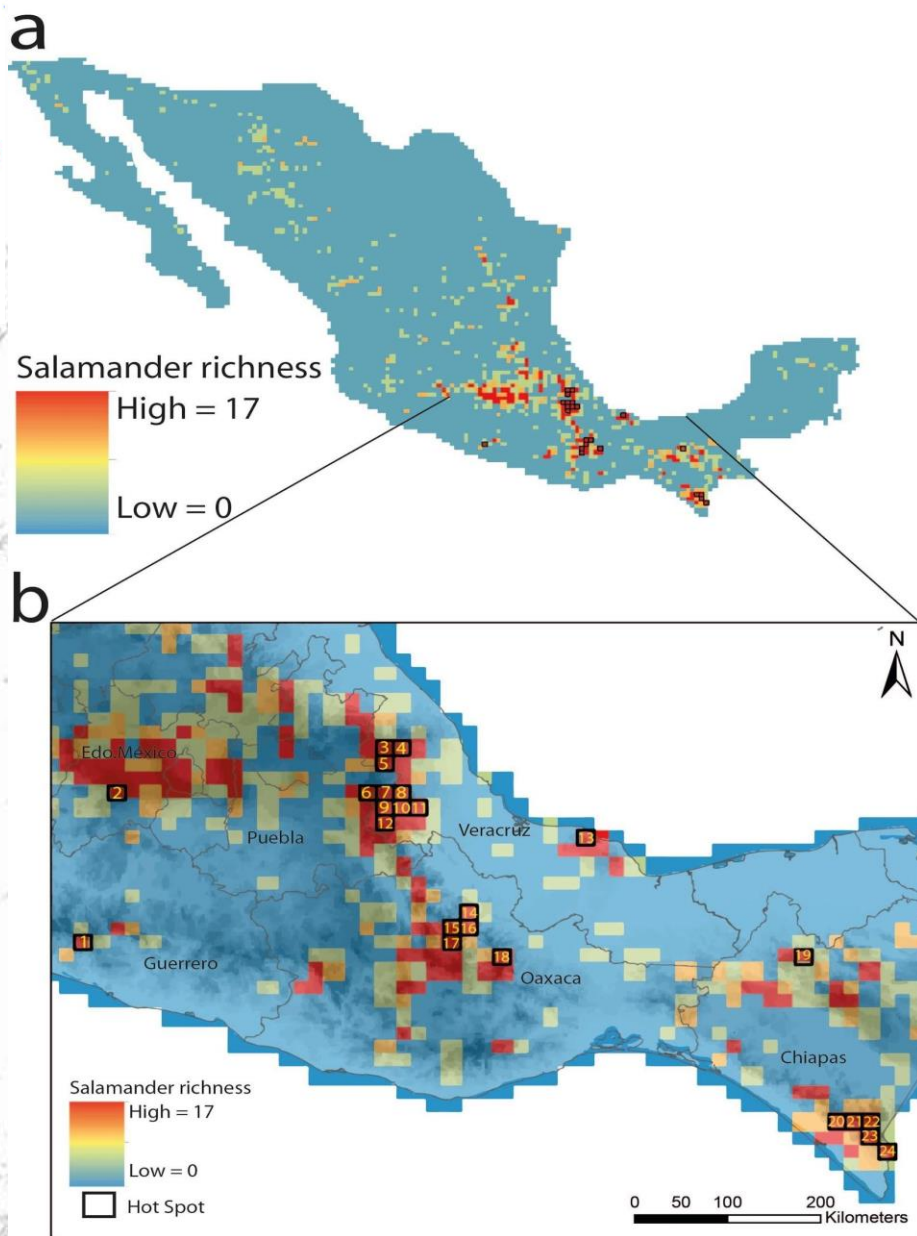 a
Salamander richness
High = 17
Low = 0
b
N
Edo.México
3 4
5
2
6 7 8
9 10 11
12
Puebla
Veracruz
13
14
15 16
17
1
Guerrero
18
Oaxaca
19
Chiapas
20 21 22
23
24
Salamander richness
High = 17
Low = 0
Hot Spot
0 50 100 200
Kilometers